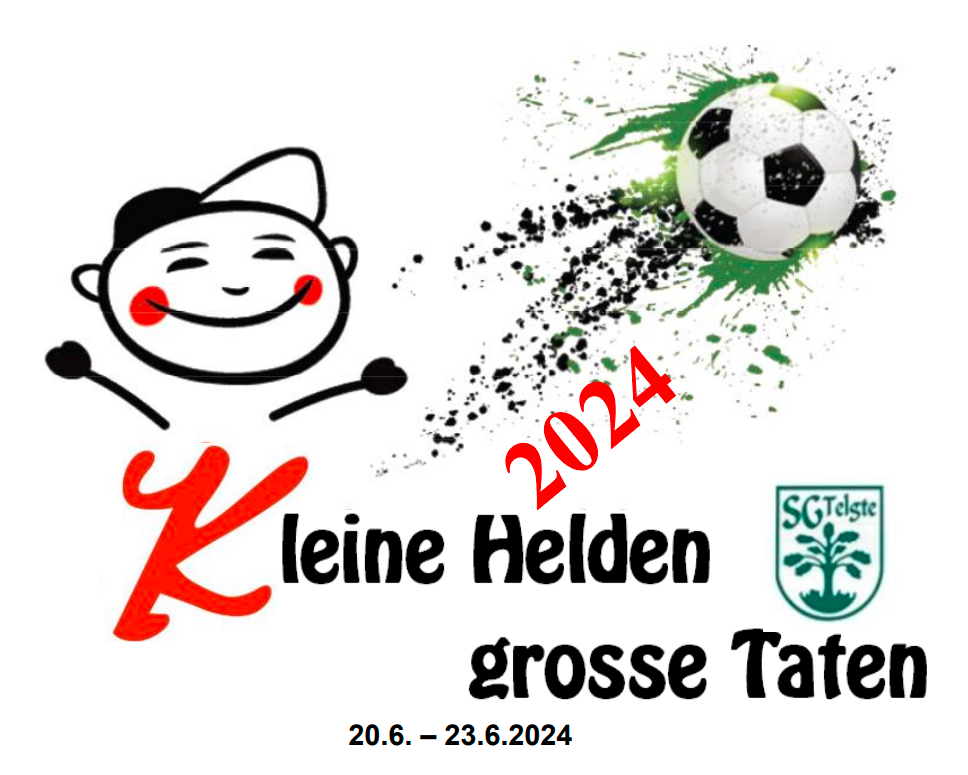 2024
Kleine Helden
SG Telgte
grosse Taten
20.6. – 23.6.2024